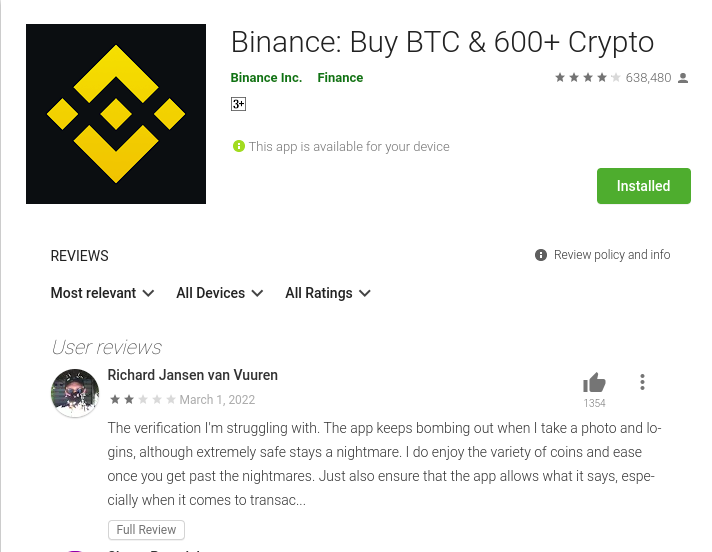 Binance: Buy BTC & 600+ Crypto
Binance Inc. Finance 638,480
3+
This app is available for your device
Installed
REVIEWS
Review policy and info
Most relevant All Devices All Ratings
User reviews
Richard Jansen van Vuuren
March 1, 2022
1354
The verification I'm struggling with. The app keeps bombing out when I take a photo and lo-
gins, although extremely safe stays a nightmare. I do enjoy the variety of coins and ease
once you get past the nightmares. Just also ensure that the app allows what it says, espe-
cially when it comes to transac...
Full Review